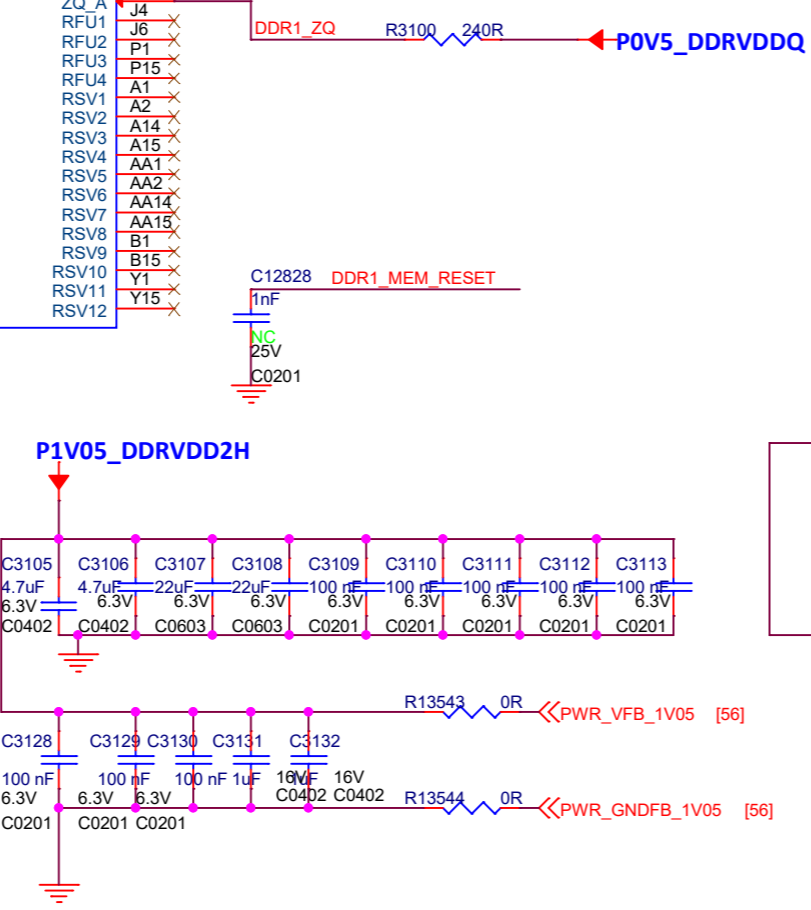 ZQ_A
J4
RFU1
J6
DDR1_ZQ R3100 240R P0V5_DDRVDDQ
RFU2
P1
RFU3
P15
RFU4
A1
RSV1
A2
RSV2
A14
RSV3
A15
RSV4
AA1
RSV5
AA2
RSV6
AA14
RSV7
AA15
RSV8
B1
RSV9
B15
RSV10
Y1
RSV11
Y15
RSV12
C12828 DDR1_MEM_RESET
1nF
NC
25V
C0201
P1V05_DDRVDD2H
C3105 C3106 C3107 C3108 C3109 C3110 C3111 C3112 C3113
4.7uF 4.7uF 22uF 22uF 100 nF 100 nF 100 nF 100 nF 100 nF
6.3V 6.3V 6.3V 6.3V 6.3V 6.3V 6.3V 6.3V 6.3V
C0402 C0402 C0603 C0603 C0201 C0201 C0201 C0201 C0201
R13543 0R PWR_VFB_1V05 [56]
C3128 C3129 C3130 C3131 C3132
100 nF 100 nF 100 nF 1uF 16V 1uF 16V
6.3V 6.3V 6.3V C0402 C0402
C0201 C0201 C0201
R13544 0R PWR_GNDFB_1V05 [56]